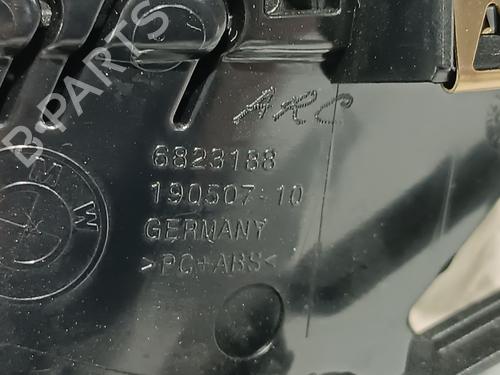 B-PARTS
ARC
6823188
190507-10
GERMANY
>PC+ABS<
BMW